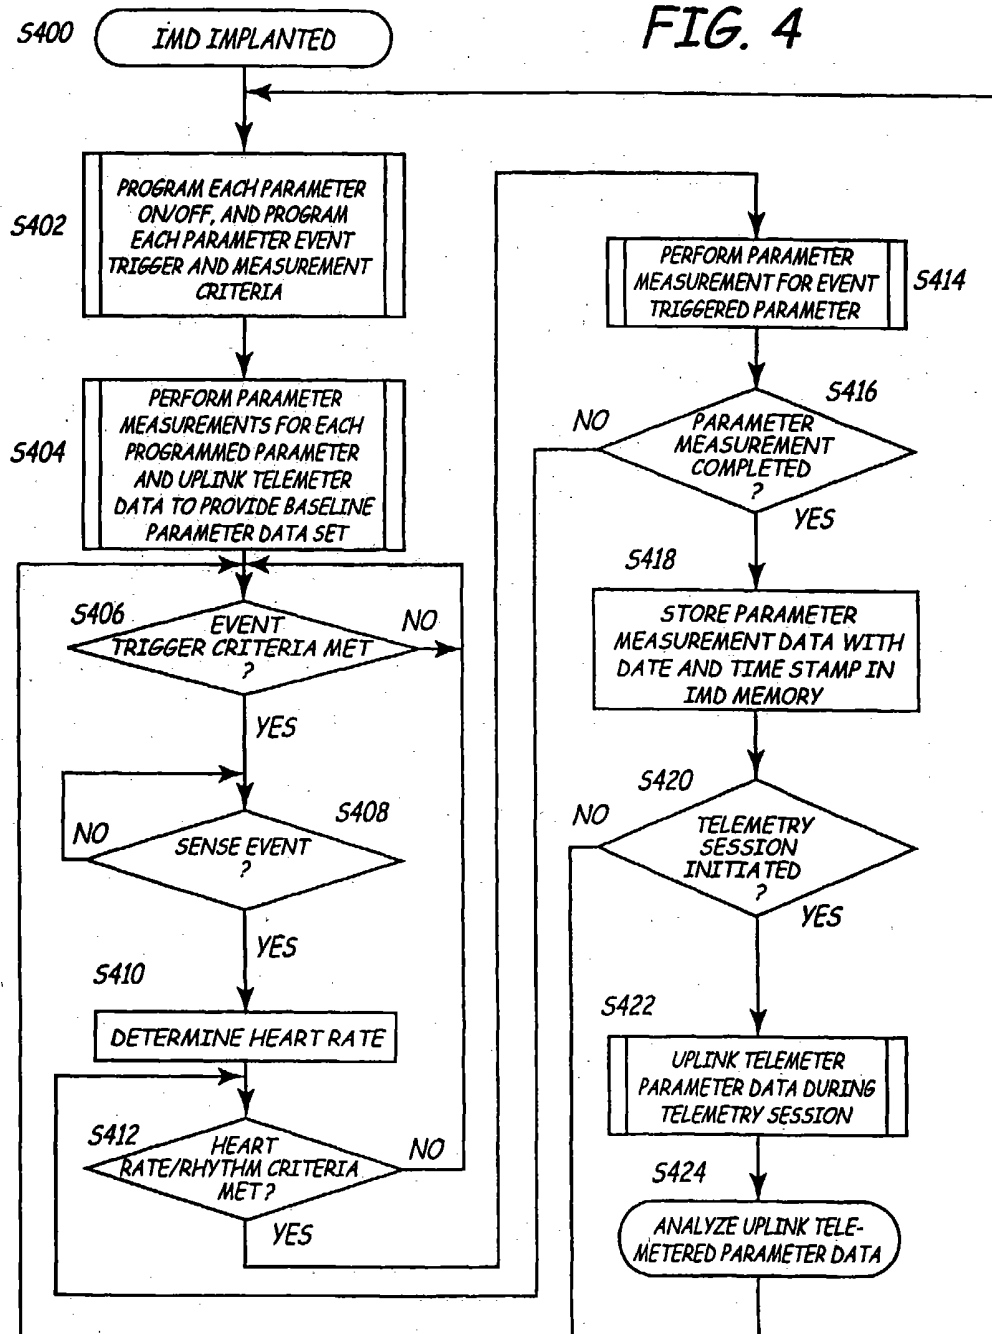 FIG. 4
S400
IMD IMPLANTED
S402
PROGRAM EACH PARAMETER
ON/OFF, AND PROGRAM
EACH PARAMETER EVENT
TRIGGER AND MEASUREMENT
CRITERIA
S404
PERFORM PARAMETER
MEASUREMENTS FOR EACH
PROGRAMMED PARAMETER
AND UPLINK TELEMETER
DATA TO PROVIDE BASELINE
PARAMETER DATA SET
S406
EVENT
TRIGGER CRITERIA MET
?
NO
YES
S408
SENSE EVENT
?
NO
YES
S410
DETERMINE HEART RATE
S412
HEART
RATE/RHYTHM CRITERIA
MET?
NO
YES
PERFORM PARAMETER
MEASUREMENT FOR EVENT
TRIGGERED PARAMETER
S414
S416
PARAMETER
MEASUREMENT
COMPLETED
?
NO
YES
S418
STORE PARAMETER
MEASUREMENT DATA WITH
DATE AND TIME STAMP IN
IMD MEMORY
S420
TELEMETRY
SESSION
INITIATED
?
NO
YES
S422
UPLINK TELEMETER
PARAMETER DATA DURING
TELEMETRY SESSION
S424
ANALYZE UPLINK TELE-
METERED PARAMETER DATA